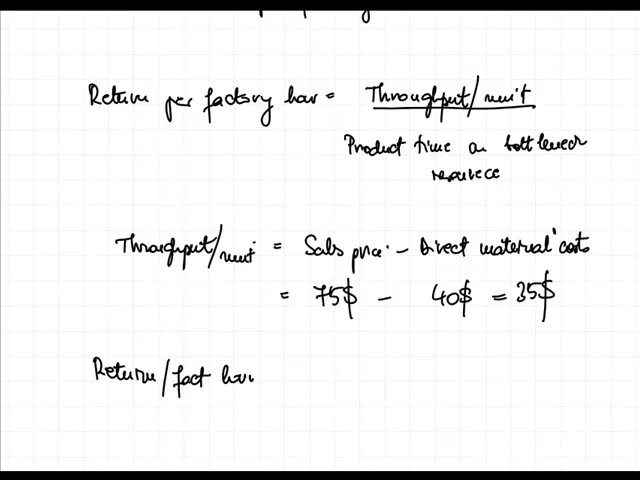 Return per factory hour = Throughput/unit
Product time on bottleneck
resource
Throughput/unit = Sales price - Direct material costs
= 75$ - 40$ = 35$
Return/fact hour